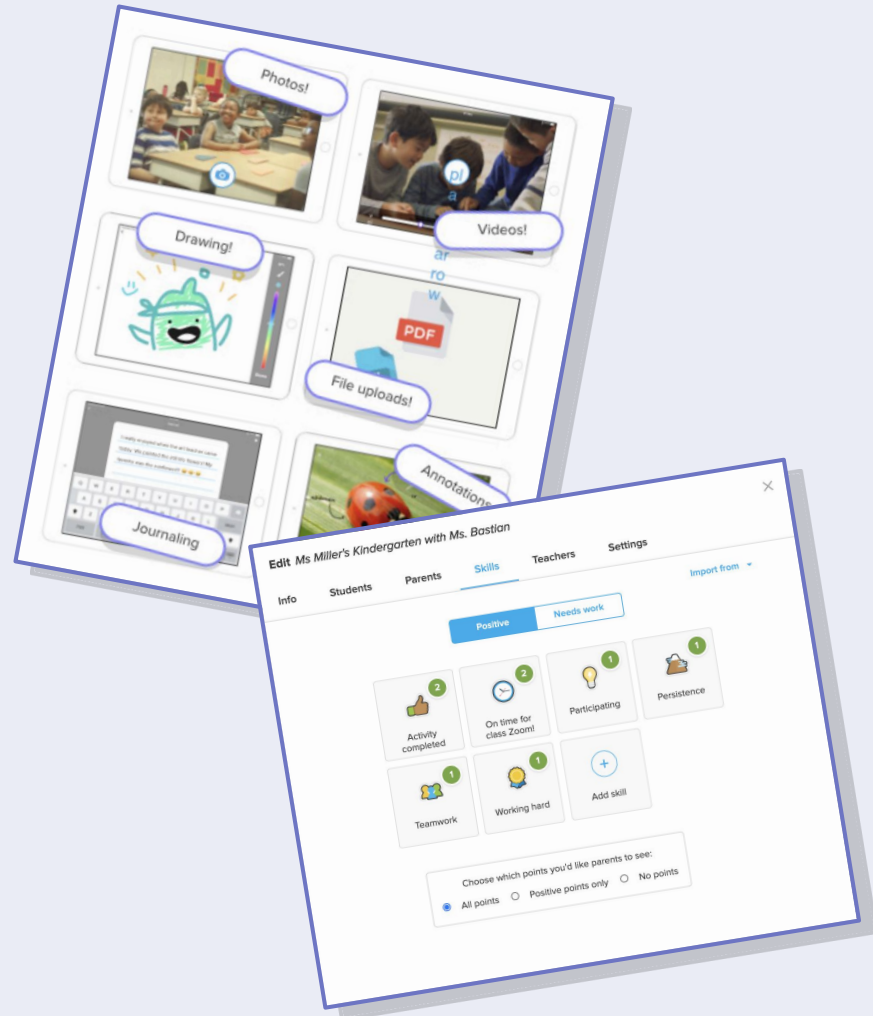 Photos!
pl
a
Videos!
Drawing!
ar
ro
w
PDF
File uploads!
Annotations
Journaling
Edit Ms Miller's Kindergarten with Ms. Bastian
Info
Students
Parents
Skills
Teachers
Settings
Import from
Positive
Needs work
2
Activity
completed
2
On time for
class Zoom!
1
Participating
1
Persistence
1
Teamwork
1
Working hard
Add skill
Choose which points you'd like parents to see:
All points
Positive points only
No points